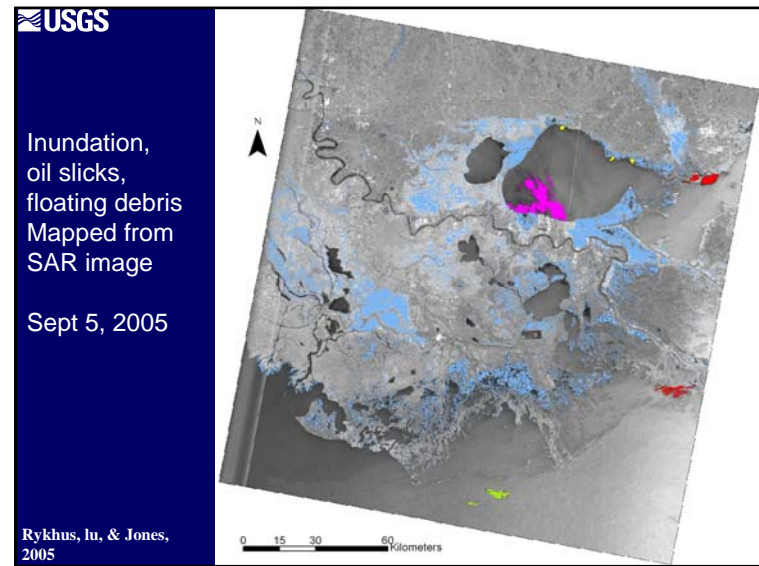 USGS
Inundation,
oil slicks,
floating debris
Mapped from
SAR image
Sept 5, 2005
Rykhus, lu, & Jones,
2005
N
0 15 30 60
Kilometers